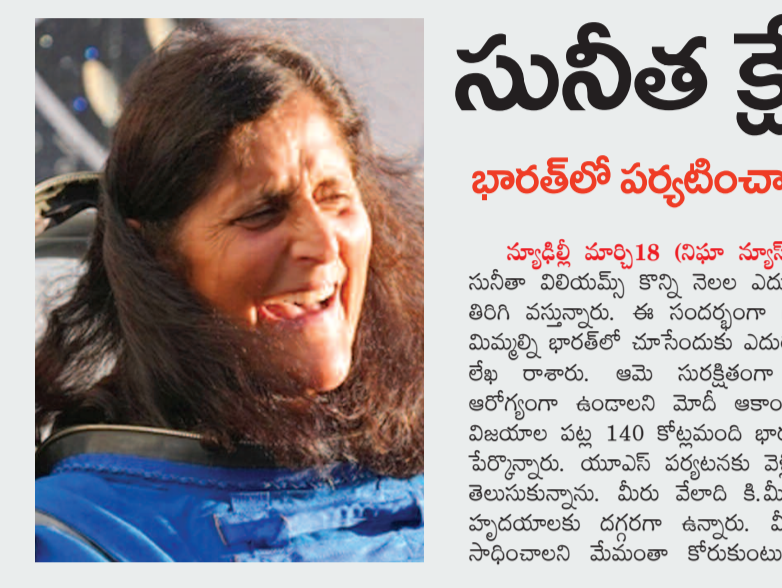 సునీత క్షే
భారత్‌లో పర్యటించా
న్యూఢిల్లీ మార్చి18 (నిఘా న్యూస్
సునీతా విలియమ్స్ కొన్ని నెలల ఎదు
తిరిగి వస్తున్నారు. ఈ సందర్భంగా
మిమ్మల్ని భారత్‌లో చూసేందుకు ఎదు
లేఖ రాశారు. ఆమె సురక్షితంగా
ఆరోగ్యంగా ఉండాలని మోదీ ఆకాం
విజయాల పట్ల 140 కోట్లమంది భార
పేర్కొన్నారు. యూఎస్ పర్యటనకు వె
తెలుసుకున్నాను. మీరు వేలాది కి.మీ
హృదయాలకు దగ్గరగా ఉన్నారు. మీ
సాధించాలని మేమంతా కోరుకుంటు